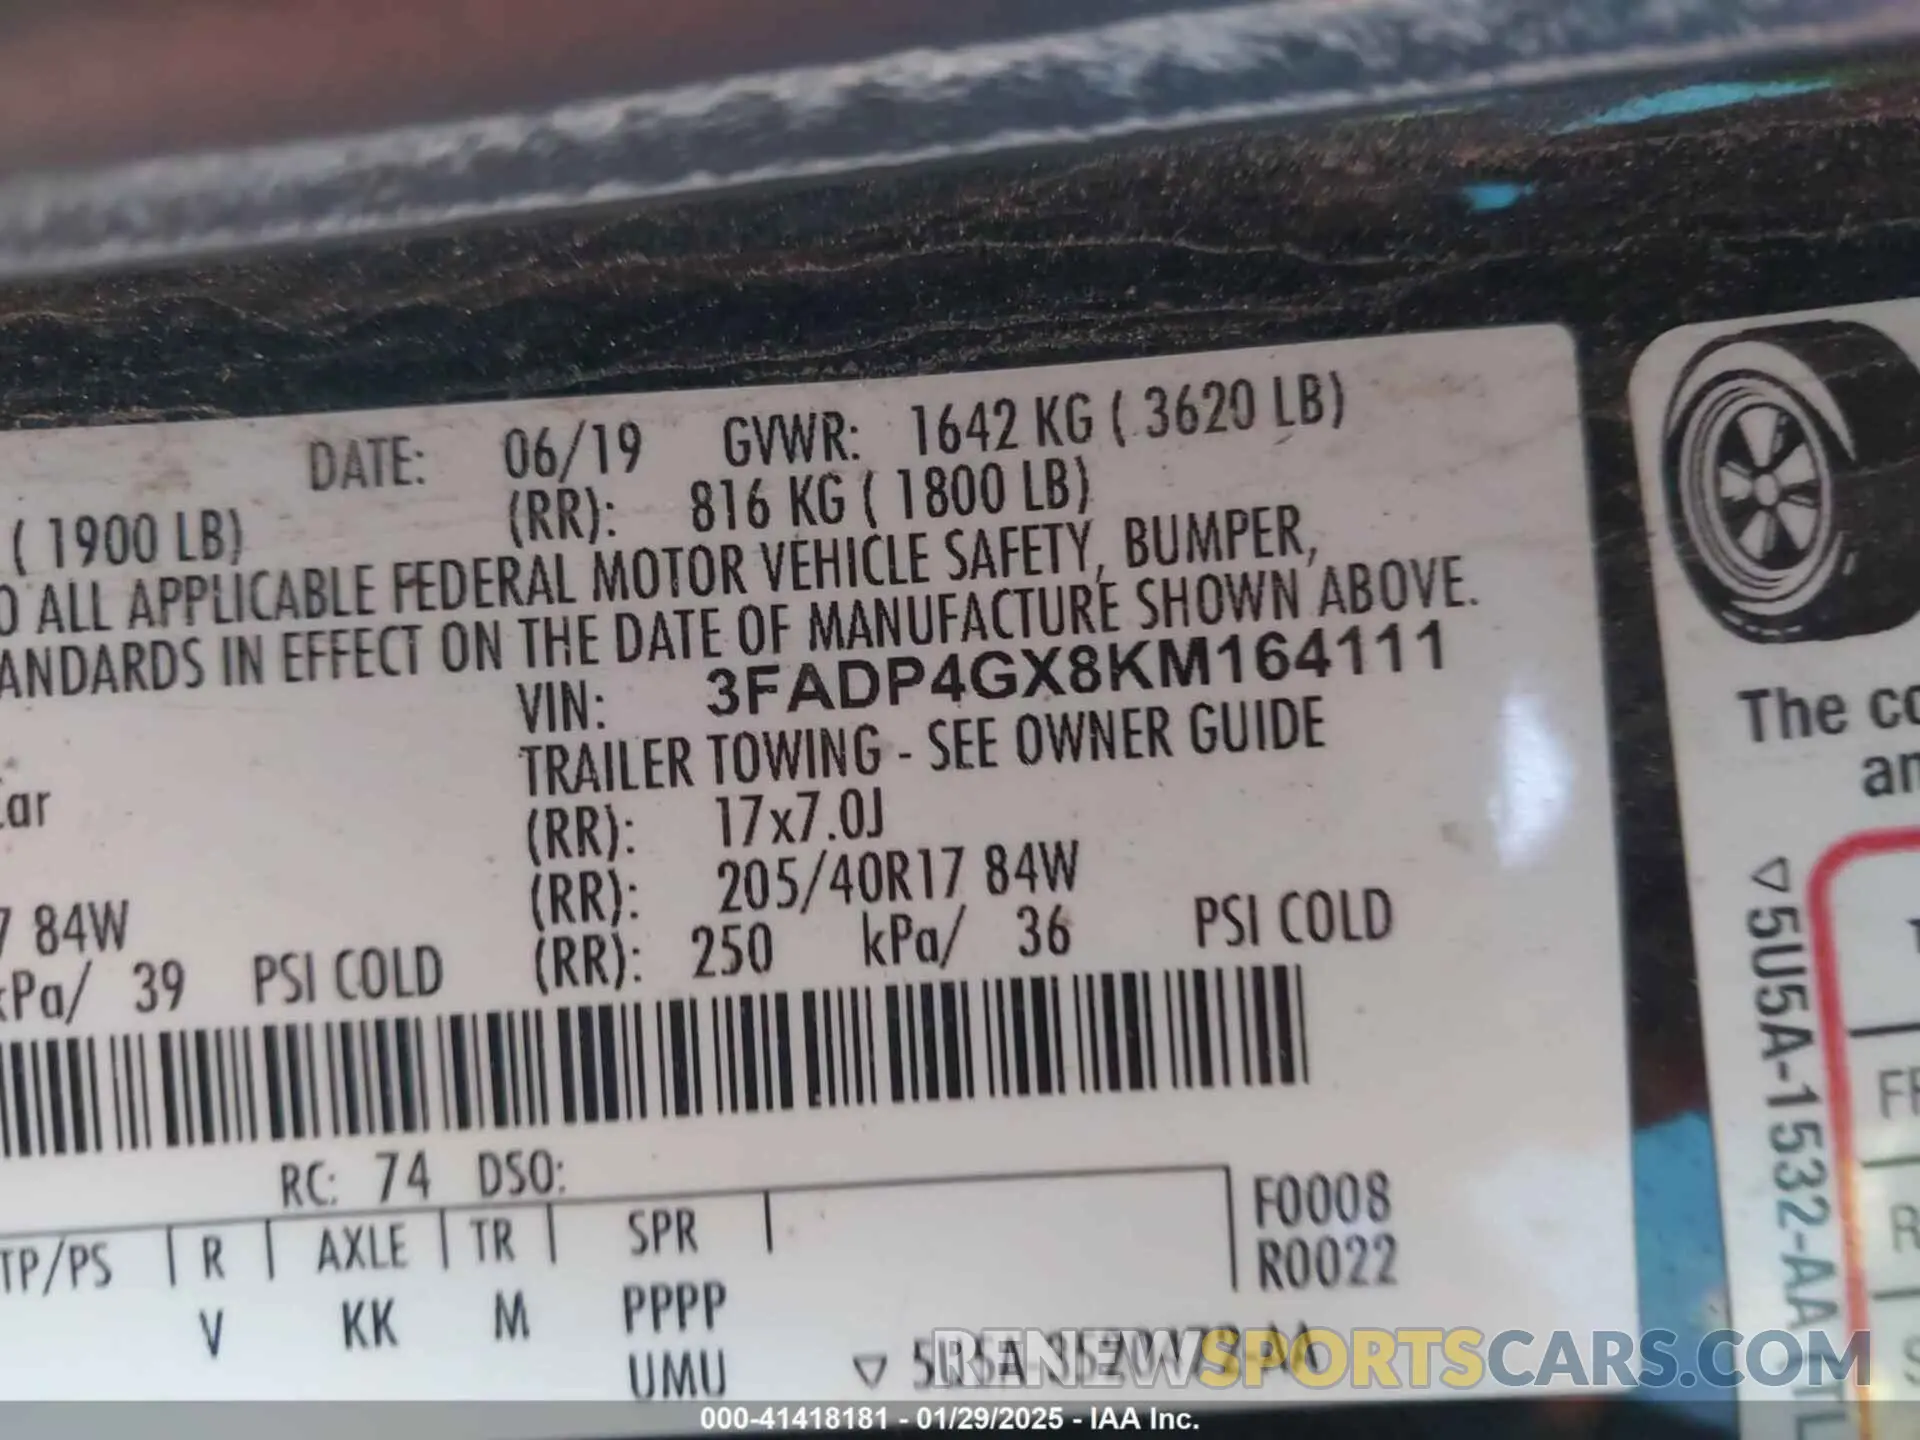 DATE: 06/19 GVWR: 1642 KG ( 3620 LB)
( 1900 LB) (RR): 816 KG ( 1800 LB)
O ALL APPLICABLE FEDERAL MOTOR VEHICLE SAFETY, BUMPER,
ANDARDS IN EFFECT ON THE DATE OF MANUFACTURE SHOWN ABOVE.
VIN: 3FADP4GX8KM164111
TRAILER TOWING - SEE OWNER GUIDE
(RR): 17x7.0J
84W (RR): 205/40R17 84W
kPa/ 39 PSI COLD (RR): 250 kPa/ 36 PSI COLD
RC: 74 DSO:
TP/PS R AXLE TR SPR F0008
R0022
V KK M PPPP
UMU
The
5U5A-1532-AA
RENEWSPORTSCARS.COM
000-41418181 - 01/29/2025 - IAA Inc.